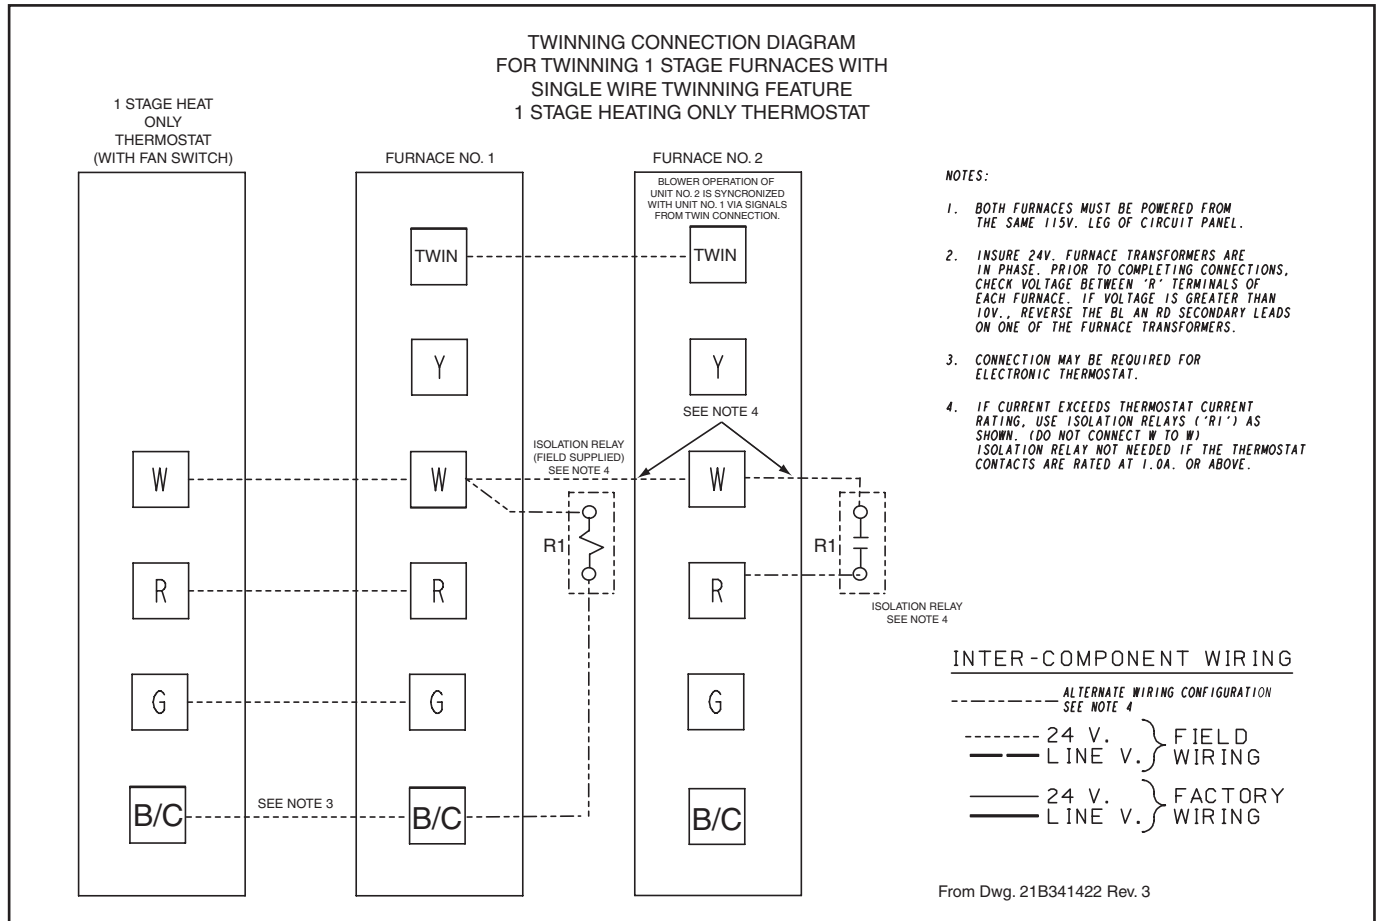 TWINNING CONNECTION DIAGRAM
FOR TWINNING 1 STAGE FURNACES WITH
SINGLE WIRE TWINNING FEATURE
1 STAGE HEATING ONLY THERMOSTAT
1 STAGE HEAT
ONLY
THERMOSTAT
(WITH FAN SWITCH)
FURNACE NO. 1
FURNACE NO. 2
BLOWER OPERATION OF
UNIT NO. 2 IS SYNCRONIZED
WITH UNIT NO. 1 VIA SIGNALS
FROM TWIN CONNECTION.
TWIN
TWIN
Y
Y
SEE NOTE 4
ISOLATION RELAY
(FIELD SUPPLIED)
SEE NOTE 4
W
W
W
R1
R1
R
R
R
ISOLATION RELAY
SEE NOTE 4
G
G
G
B/C
SEE NOTE 3
B/C
B/C
NOTES:
1. BOTH FURNACES MUST BE POWERED FROM
THE SAME 115V. LEG OF CIRCUIT PANEL.
2. INSURE 24V. FURNACE TRANSFORMERS ARE
IN PHASE. PRIOR TO COMPLETING CONNECTIONS,
CHECK VOLTAGE BETWEEN 'R' TERMINALS OF
EACH FURNACE. IF VOLTAGE IS GREATER THAN
10V., REVERSE THE BL AN RD SECONDARY LEADS
ON ONE OF THE FURNACE TRANSFORMERS.
3. CONNECTION MAY BE REQUIRED FOR
ELECTRONIC THERMOSTAT.
4. IF CURRENT EXCEEDS THERMOSTAT CURRENT
RATING, USE ISOLATION RELAYS ('R1') AS
SHOWN. (DO NOT CONNECT W TO W)
ISOLATION RELAY NOT NEEDED IF THE THERMOSTAT
CONTACTS ARE RATED AT 1.0A. OR ABOVE.
INTER-COMPONENT WIRING
ALTERNATE WIRING CONFIGURATION
SEE NOTE 4
24 V.
LINE V.
FIELD
WIRING
24 V.
LINE V.
FACTORY
WIRING
From Dwg. 21B341422 Rev. 3